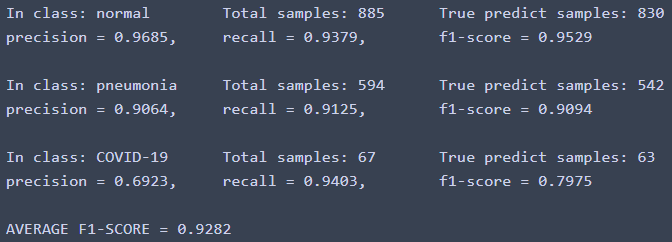 In class: normal Total samples: 885 True predict samples: 830
precision = 0.9685, recall = 0.9379, f1-score = 0.9529
In class: pneumonia Total samples: 594 True predict samples: 542
precision = 0.9064, recall = 0.9125, f1-score = 0.9094
In class: COVID-19 Total samples: 67 True predict samples: 63
precision = 0.6923, recall = 0.9403, f1-score = 0.7975
AVERAGE F1-SCORE = 0.9282